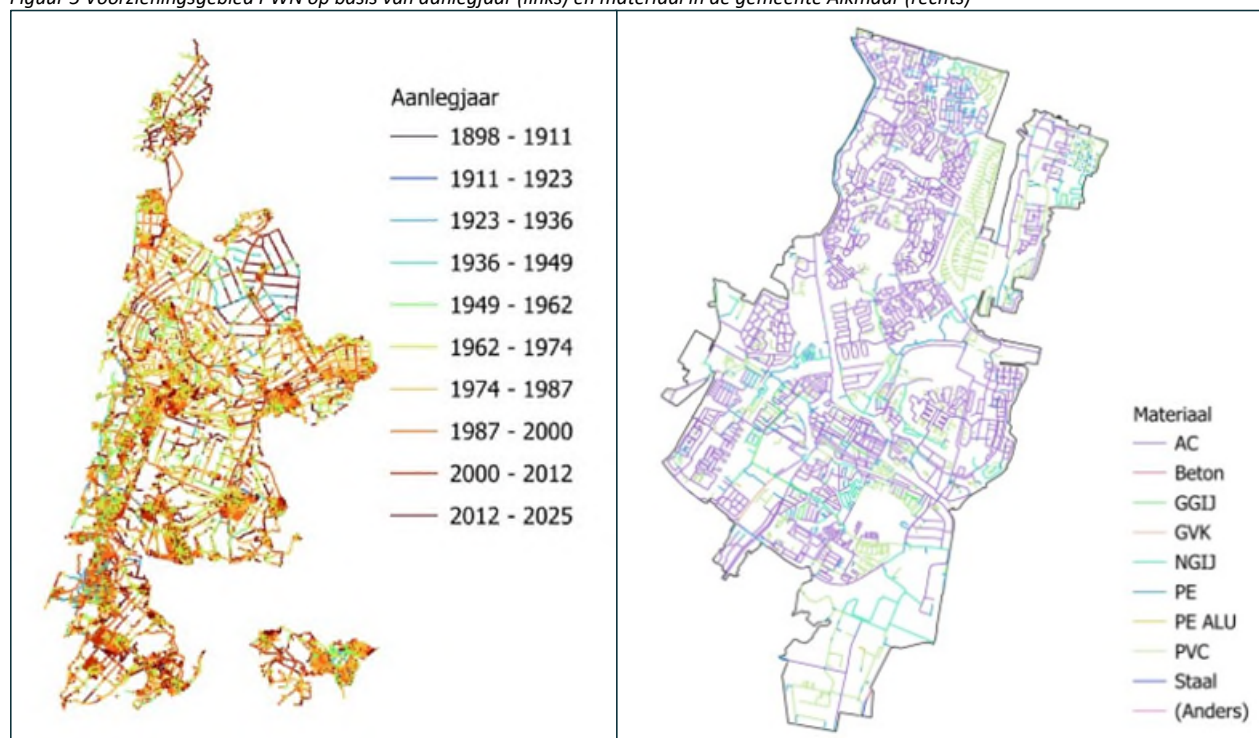 Figuur 3 Voorzieningsgebied PWN op basis van aanlegjaar (links) en materiaal in de gemeente Alkmaar (rechts)
Aanlegjaar
1898 - 1911
1911 - 1923
1923 - 1936
1936 - 1949
1949 - 1962
1962 - 1974
1974 - 1987
1987 - 2000
2000 - 2012
2012 - 2025
Materiaal
AC
Beton
GGIJ
GVK
NGIJ
PE
PE ALU
PVC
Staal
(Anders)